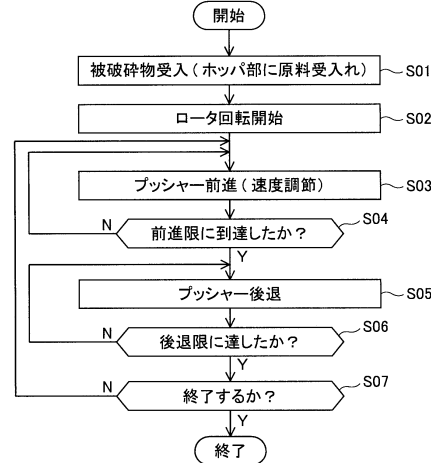 開始
被破砕物受入(ホッパ部に原料受入れ)
S01
ロータ回転開始
S02
プッシャー前進(速度調節)
S03
前進限に到達したか?
S04
N
Y
プッシャー後退
S05
後退限に達したか?
S06
N
Y
終了するか?
S07
N
Y
終了